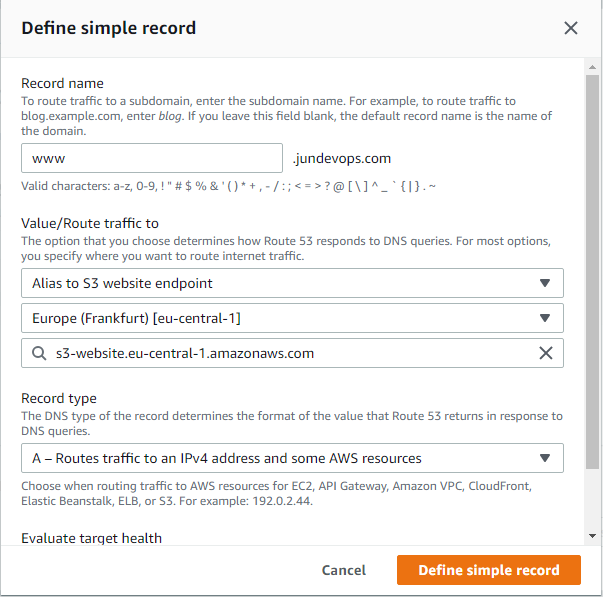 Define simple record
Record name
To route traffic to a subdomain, enter the subdomain name. For example, to route traffic to
blog.example.com, enter blog. If you leave this field blank, the default record name is the name of
the domain.
www
.jundevops.com
Valid characters: a-z, 0-9, ! " # $ % & ' ( ) * + , - / : ; < = > ? @ [ \ ] ^ _ ` { | } . ~
Value/Route traffic to
The option that you choose determines how Route 53 responds to DNS queries. For most options,
you specify where you want to route internet traffic.
Alias to S3 website endpoint
Europe (Frankfurt) [eu-central-1]
s3-website.eu-central-1.amazonaws.com
Record type
The DNS type of the record determines the format of the value that Route 53 returns in response to
DNS queries.
A – Routes traffic to an IPv4 address and some AWS resources
Choose when routing traffic to AWS resources for EC2, API Gateway, Amazon VPC, CloudFront,
Elastic Beanstalk, ELB, or S3. For example: 192.0.2.44.
Evaluate target health
Cancel
Define simple record